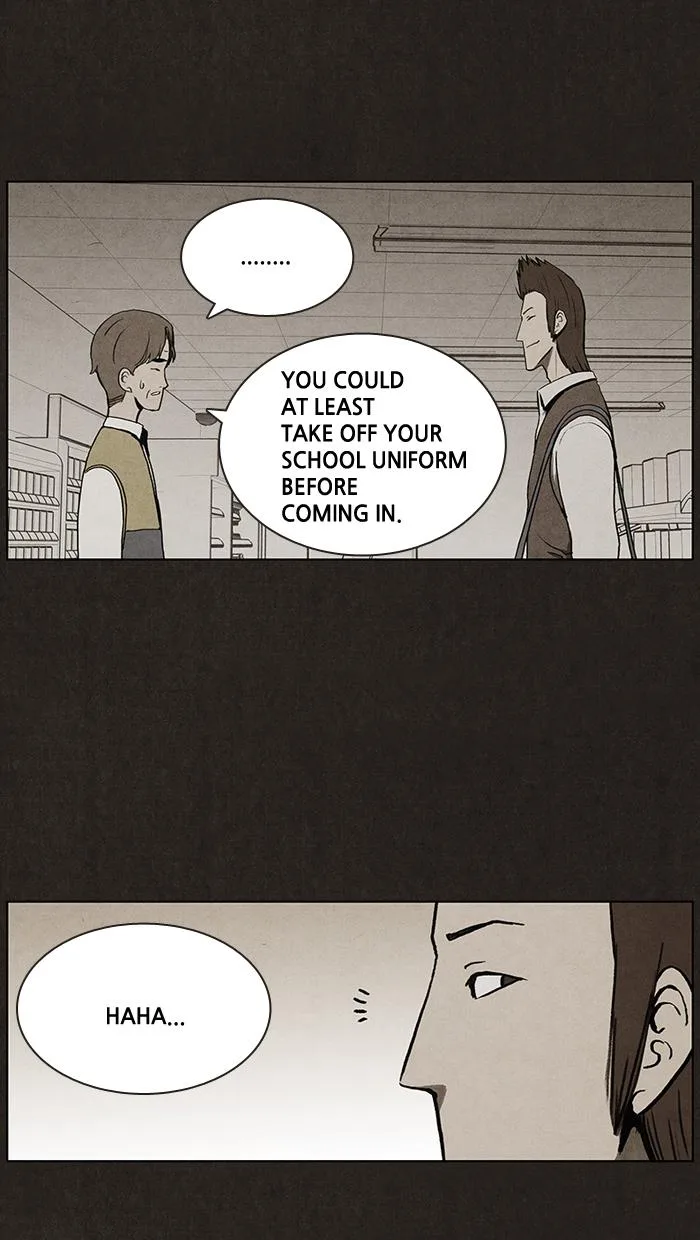 ........
YOU COULD
AT LEAST
TAKE OFF YOUR
SCHOOL UNIFORM
BEFORE
COMING IN.
HAHA...